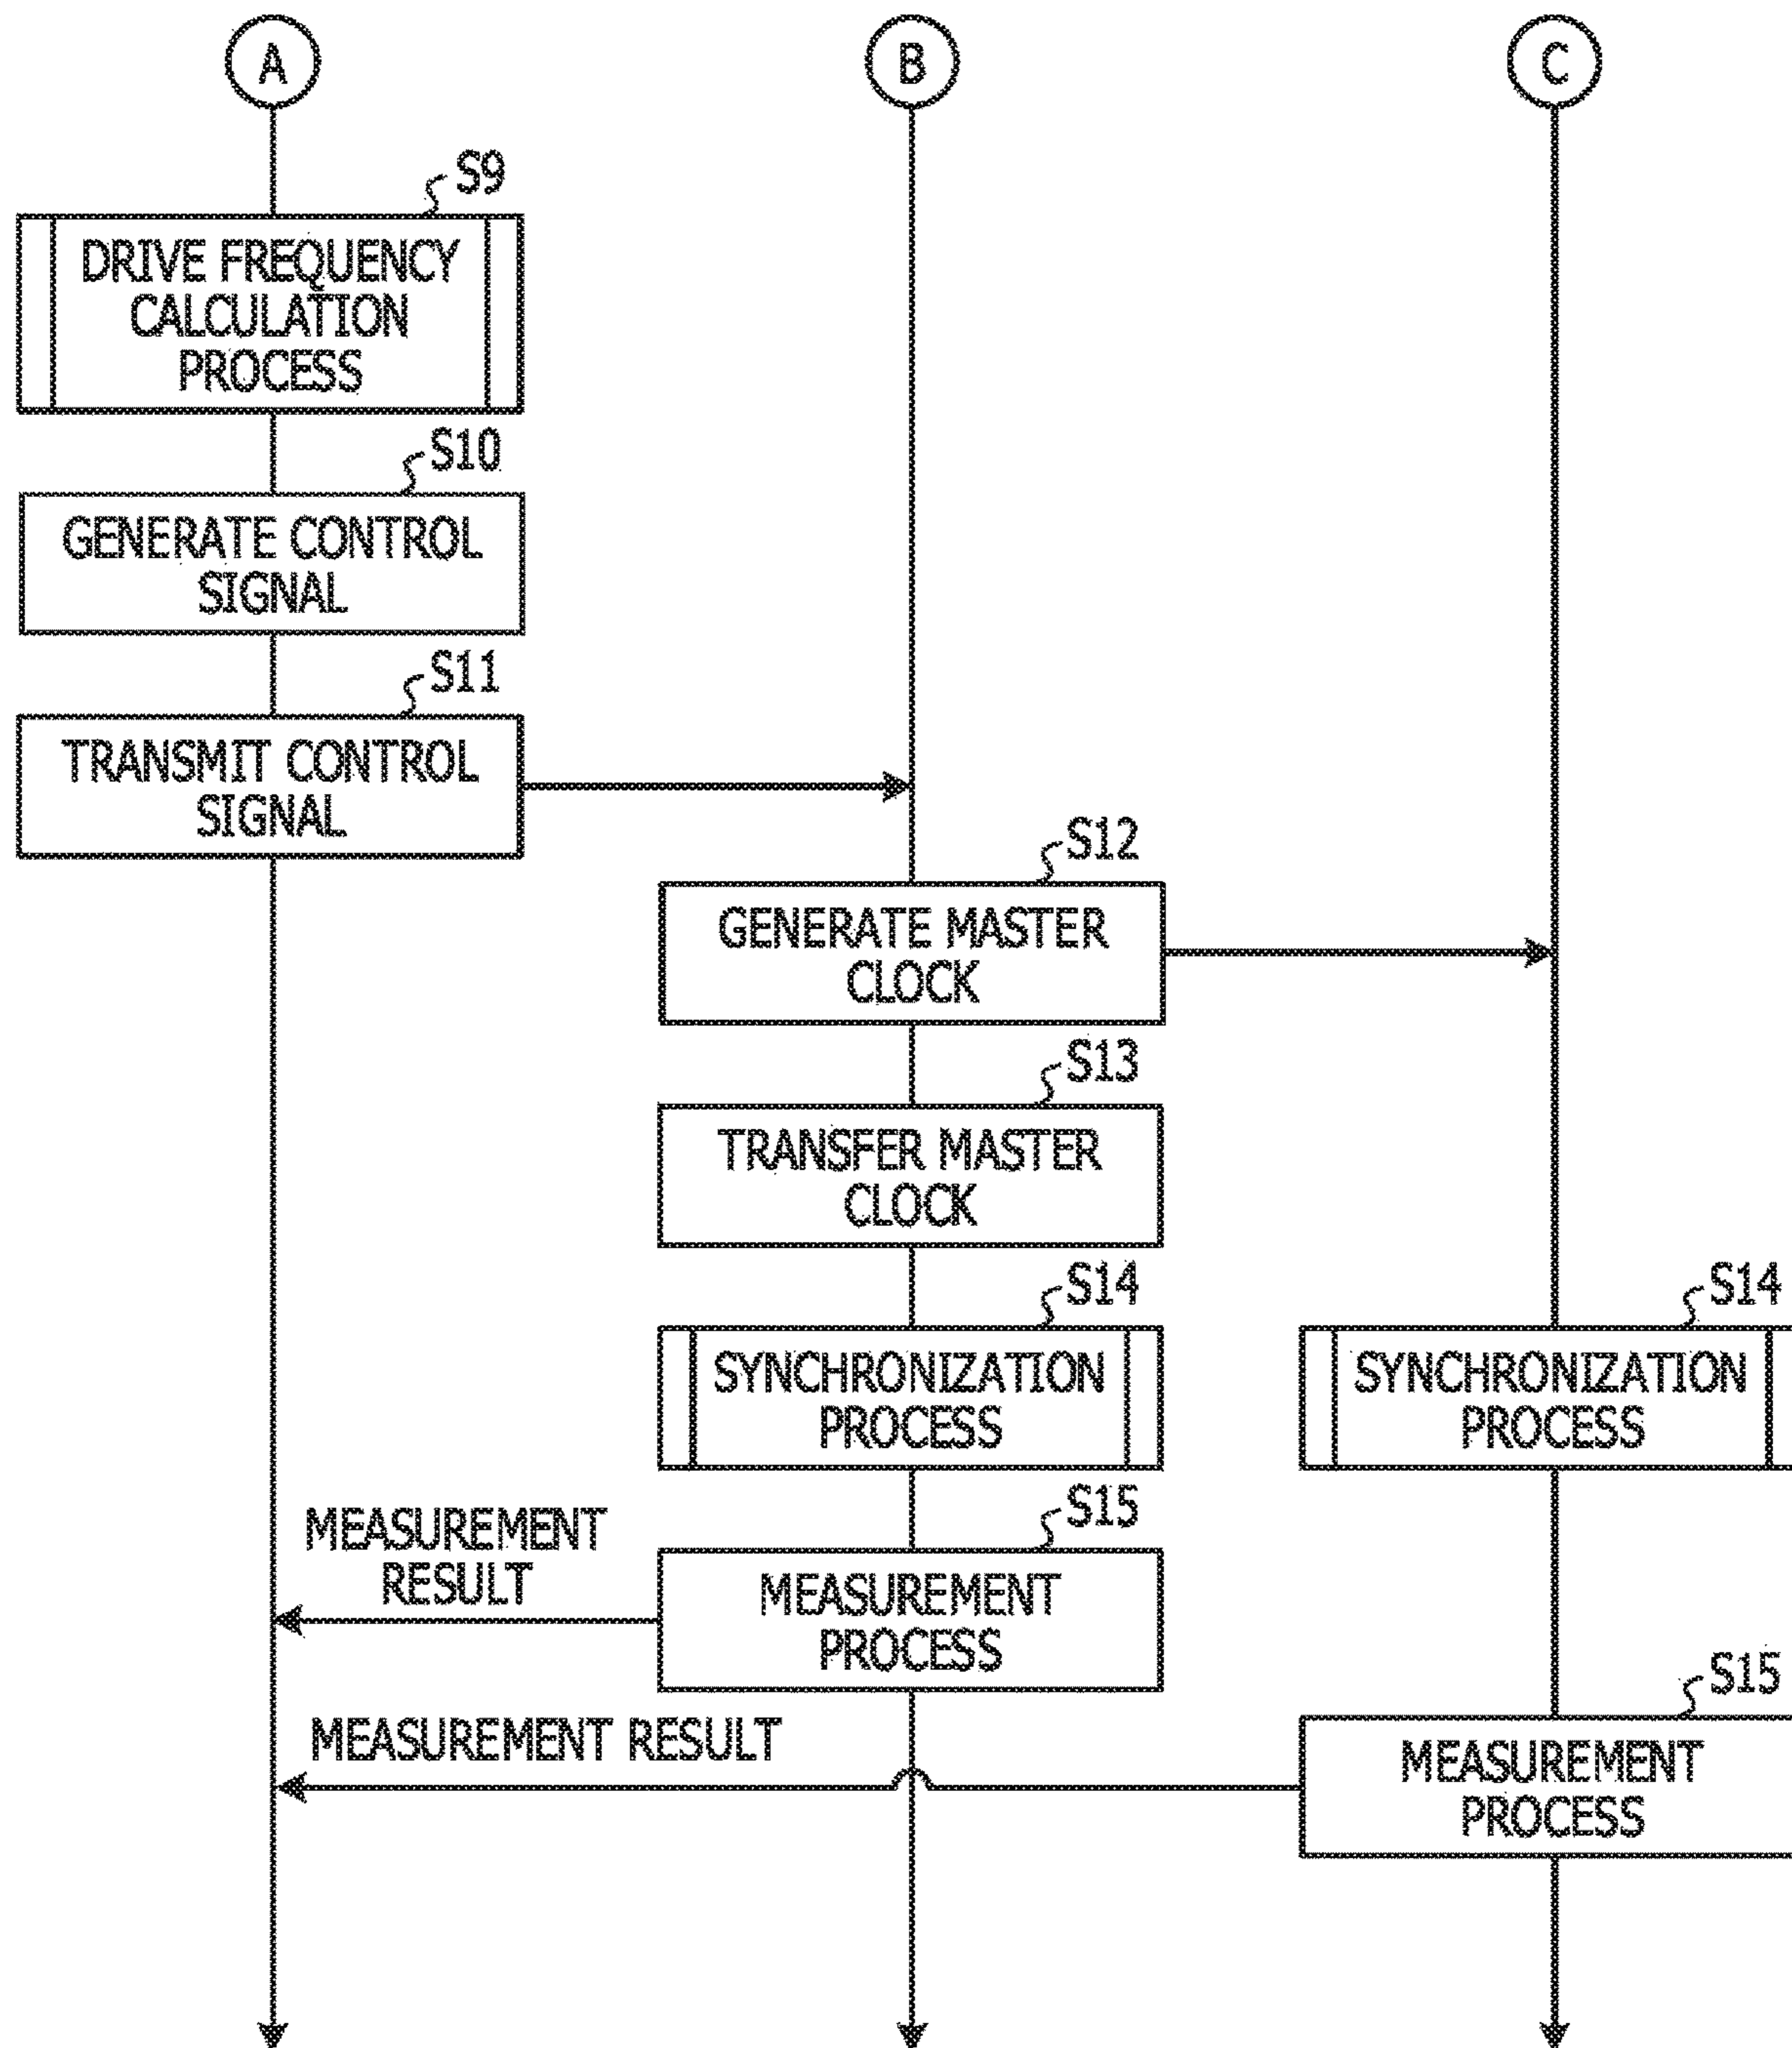 A
B
C
S9
DRIVE FREQUENCY
CALCULATION
PROCESS
S10
GENERATE CONTROL
SIGNAL
S11
TRANSMIT CONTROL
SIGNAL
S12
GENERATE MASTER
CLOCK
S13
TRANSFER MASTER
CLOCK
S14
SYNCHRONIZATION
PROCESS
S14
SYNCHRONIZATION
PROCESS
MEASUREMENT
RESULT
S15
MEASUREMENT
PROCESS
MEASUREMENT RESULT
S15
MEASUREMENT
PROCESS